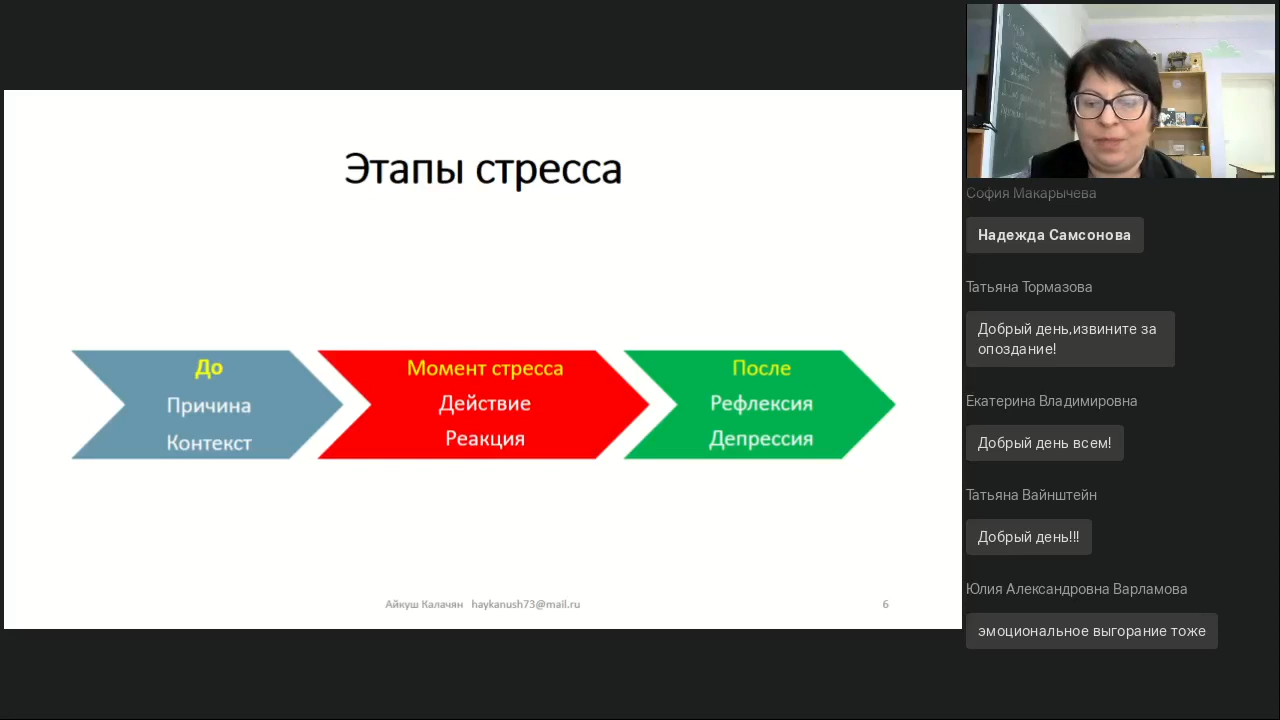 Этапы стресса
До
Причина
Контекст
Момент стресса
Действие
Реакция
После
Рефлексия
Депрессия
Айкуш Калачян haykanush73@mail.ru
6
София Макарычева
Надежда Самсонова
Татьяна Тормазова
Добрый день,извините за
опоздание!
Екатерина Владимировна
Добрый день всем!
Татьяна Вайнштейн
Добрый день!!!
Юлия Александровна Варламова
эмоциональное выгорание тоже